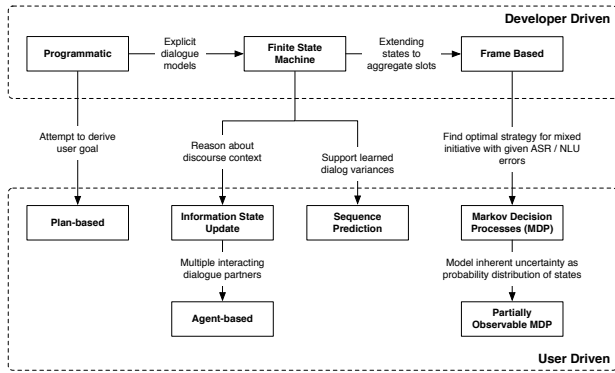 Developer Driven
Programmatic
Explicit
dialogue
models
Finite State
Machine
Extending
states to
aggregate slots
Frame Based
Attempt to derive
user goal
Reason about
discourse context
Support learned
dialog variances
Find optimal strategy for mixed
initiative with given ASR / NLU
errors
Plan-based
Information State
Update
Sequence
Prediction
Markov Decision
Processes (MDP)
Multiple interacting
dialogue partners
Model inherent uncertainty as
probability distribution of states
Agent-based
Partially
Observable MDP
User Driven